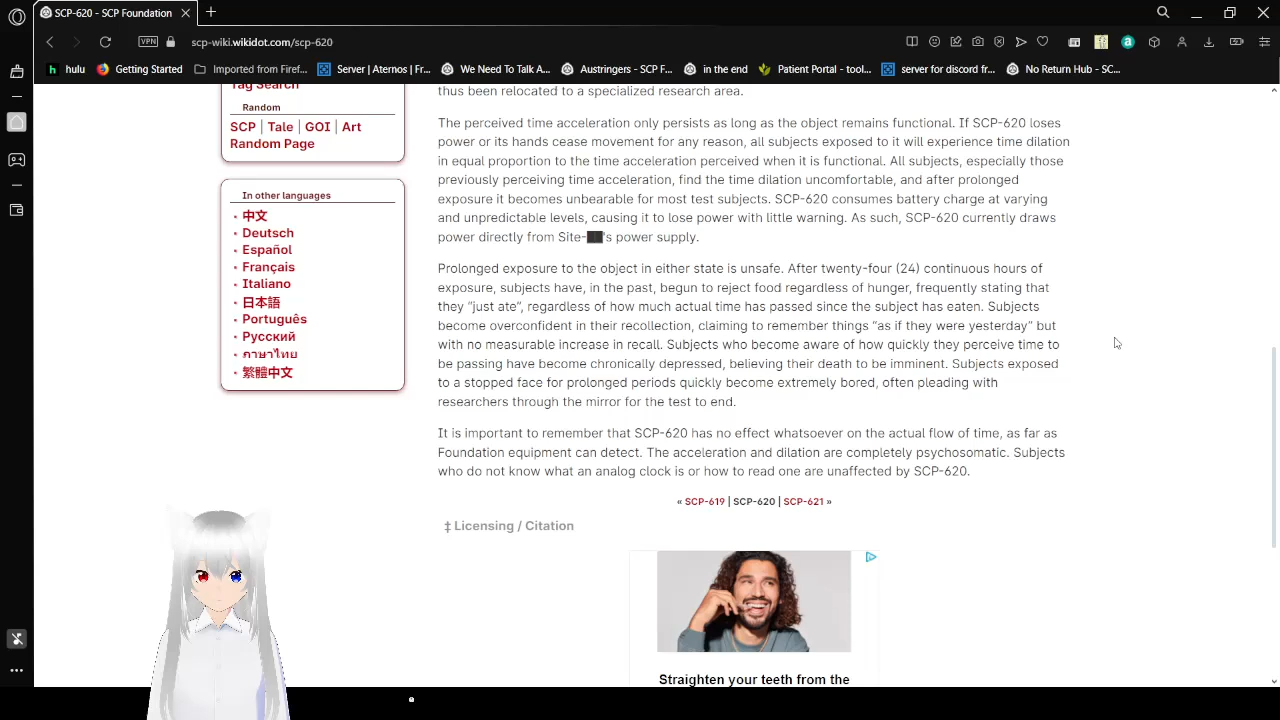 SCP-620 - SCP Foundation
VPN
scp-wiki.wikidot.com/scp-620
hulu
Getting Started
Imported from Firef...
Server | Aternos | Fr...
We Need To Talk A...
Austringers - SCP F...
in the end
Patient Portal - tool...
server for discord fr...
No Return Hub - SC...
Tag Search
Random
SCP | Tale | GOI | Art
Random Page
In other languages
中文
Deutsch
Español
Français
Italiano
日本語
Português
Русский
ภาษาไทย
繁體中文
thus been relocated to a specialized research area.
The perceived time acceleration only persists as long as the object remains functional. If SCP-620 loses
power or its hands cease movement for any reason, all subjects exposed to it will experience time dilation
in equal proportion to the time acceleration perceived when it is functional. All subjects, especially those
previously perceiving time acceleration, find the time dilation uncomfortable, and after prolonged
exposure it becomes unbearable for most test subjects. SCP-620 consumes battery charge at varying
and unpredictable levels, causing it to lose power with little warning. As such, SCP-620 currently draws
power directly from Site-██'s power supply.
Prolonged exposure to the object in either state is unsafe. After twenty-four (24) continuous hours of
exposure, subjects have, in the past, begun to reject food regardless of hunger, frequently stating that
they “just ate”, regardless of how much actual time has passed since the subject has eaten. Subjects
become overconfident in their recollection, claiming to remember things “as if they were yesterday” but
with no measurable increase in recall. Subjects who become aware of how quickly they perceive time to
be passing have become chronically depressed, believing their death to be imminent. Subjects exposed
to a stopped face for prolonged periods quickly become extremely bored, often pleading with
researchers through the mirror for the test to end.
It is important to remember that SCP-620 has no effect whatsoever on the actual flow of time, as far as
Foundation equipment can detect. The acceleration and dilation are completely psychosomatic. Subjects
who do not know what an analog clock is or how to read one are unaffected by SCP-620.
« SCP-619 | SCP-620 | SCP-621 »
‡ Licensing / Citation
Straighten your teeth from the